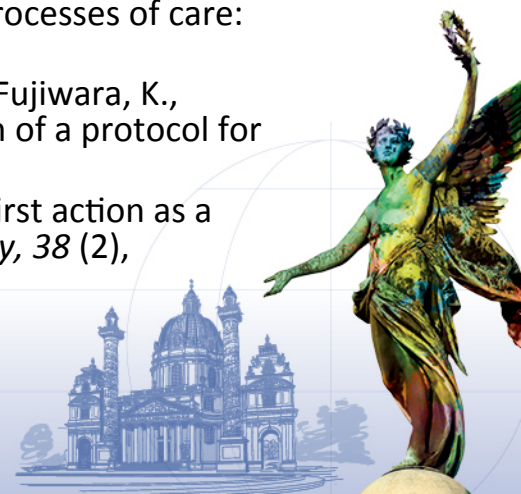 rocesses of care:
Fujiwara, K.,
n of a protocol for
irst action as a
y, 38 (2),